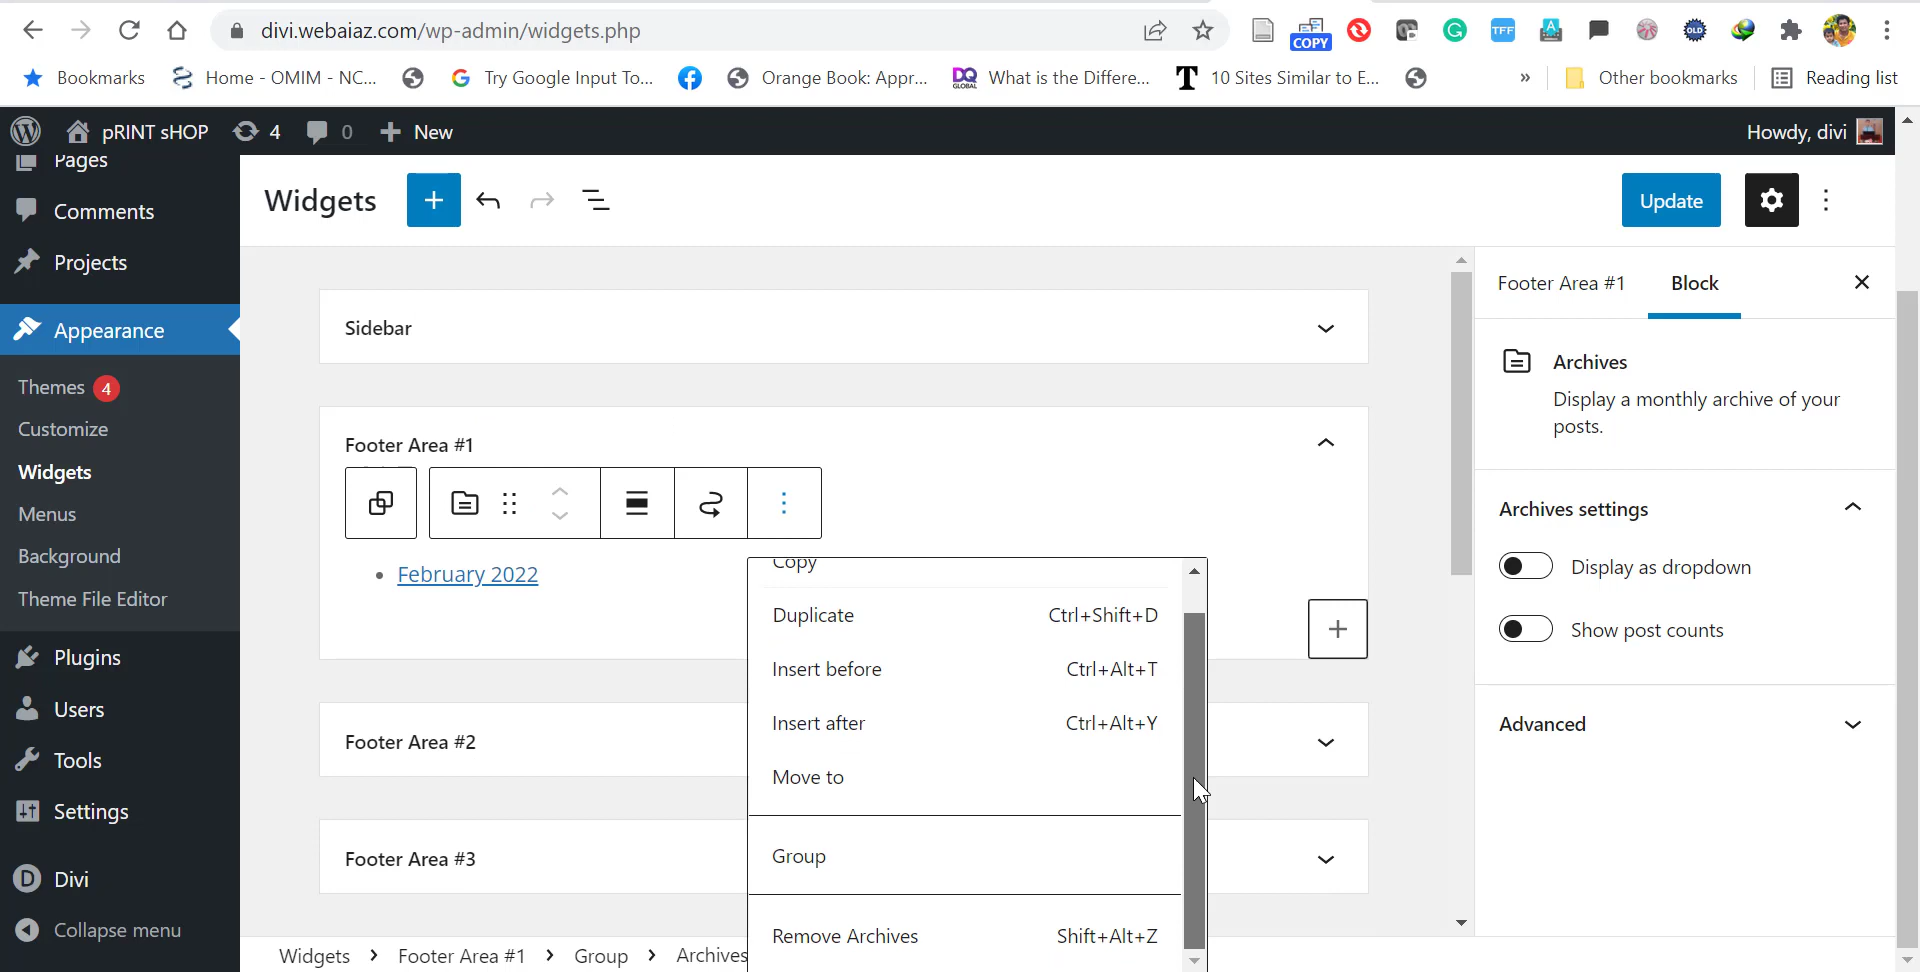 divi.webaiaz.com/wp-admin/widgets.php
COPY
TFF
OLD
Bookmarks
Home - OMIM - NC...
Try Google Input To...
Orange Book: Appr...
DQ
GLOBAL
What is the Differe...
T
10 Sites Similar to E...
»
Other bookmarks
Reading list
pRINT sHOP
4
0
New
Howdy, divi
Pages
Comments
Projects
Appearance
Themes 4
Customize
Widgets
Menus
Background
Theme File Editor
Plugins
Users
Tools
Settings
Divi
Collapse menu
Widgets
Update
Sidebar
Footer Area #1
February 2022
Copy
Duplicate Ctrl+Shift+D
Insert before Ctrl+Alt+T
Insert after Ctrl+Alt+Y
Move to
Group
Remove Archives Shift+Alt+Z
Footer Area #2
Footer Area #3
Widgets > Footer Area #1 > Group > Archives
Footer Area #1
Block
Archives
Display a monthly archive of your
posts.
Archives settings
Display as dropdown
Show post counts
Advanced